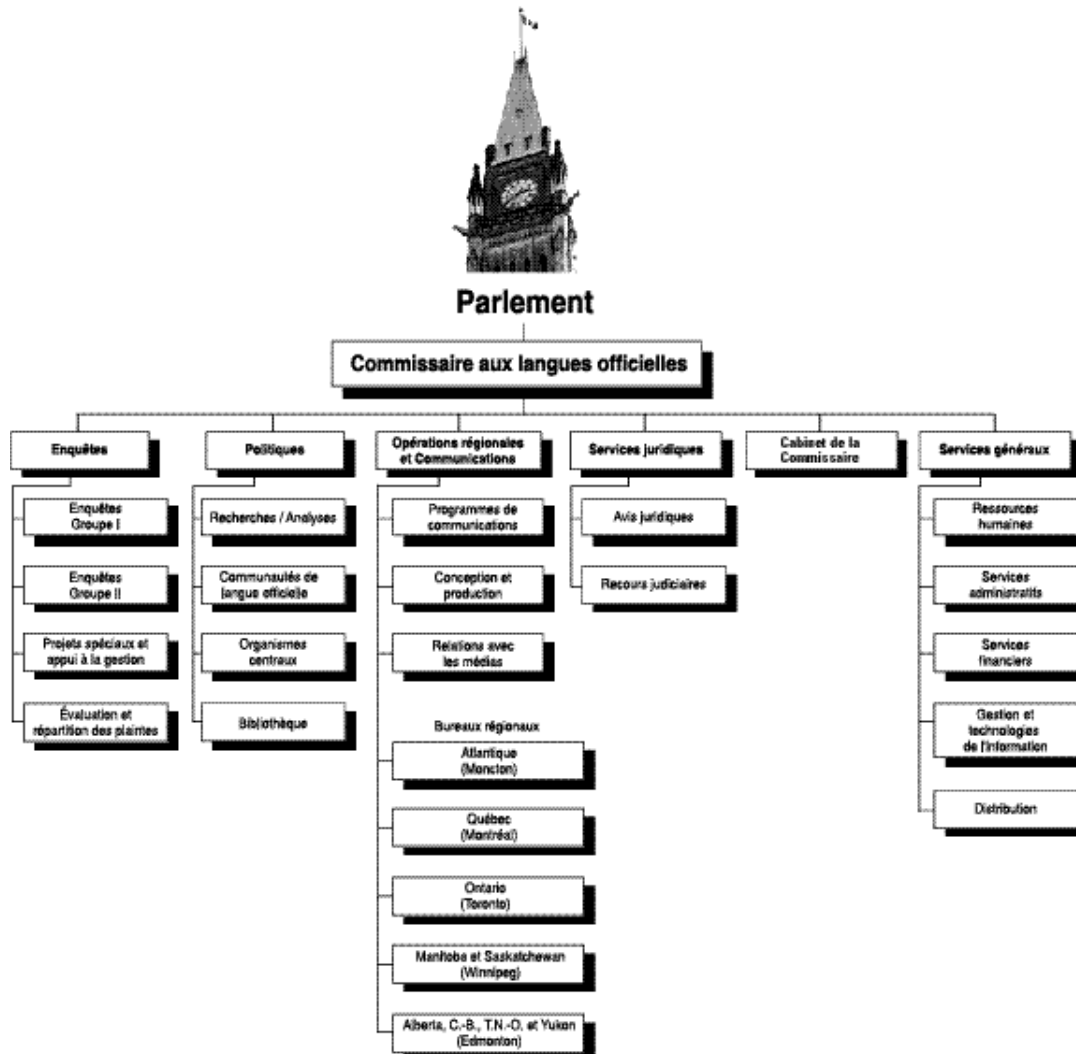 Parlement
Commissaire aux langues officielles
Enquêtes
Enquêtes
Groupe I
Enquêtes
Groupe II
Projets spéciaux et
appui à la gestion
Évaluation et
répartition des plaintes
Politiques
Recherches / Analyses
Communautés de
langue officielle
Organismes
centraux
Bibliothèque
Opérations régionales
et Communications
Programmes de
communications
Conception et
production
Relations avec
les médias
Bureaux régionaux
Atlantique
(Moncton)
Québec
(Montréal)
Ontario
(Toronto)
Manitoba et Saskatchewan
(Winnipeg)
Alberta, C.-B., T.N.-O. et Yukon
(Edmonton)
Services juridiques
Avis juridiques
Recours judiciaires
Cabinet de la
Commissaire
Services généraux
Ressources
humaines
Services
administratifs
Services
financiers
Gestion et
technologies
de l'information
Distribution